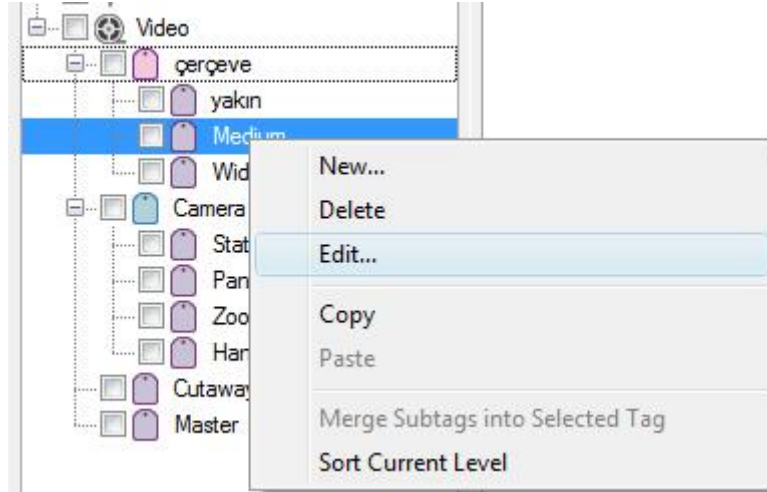 Video
çerçeve
yakın
Medium
Wid
Camera
Stat
Pan
Zoo
Han
Cutaway
Master
New...
Delete
Edit...
Copy
Paste
Merge Subtags into Selected Tag
Sort Current Level